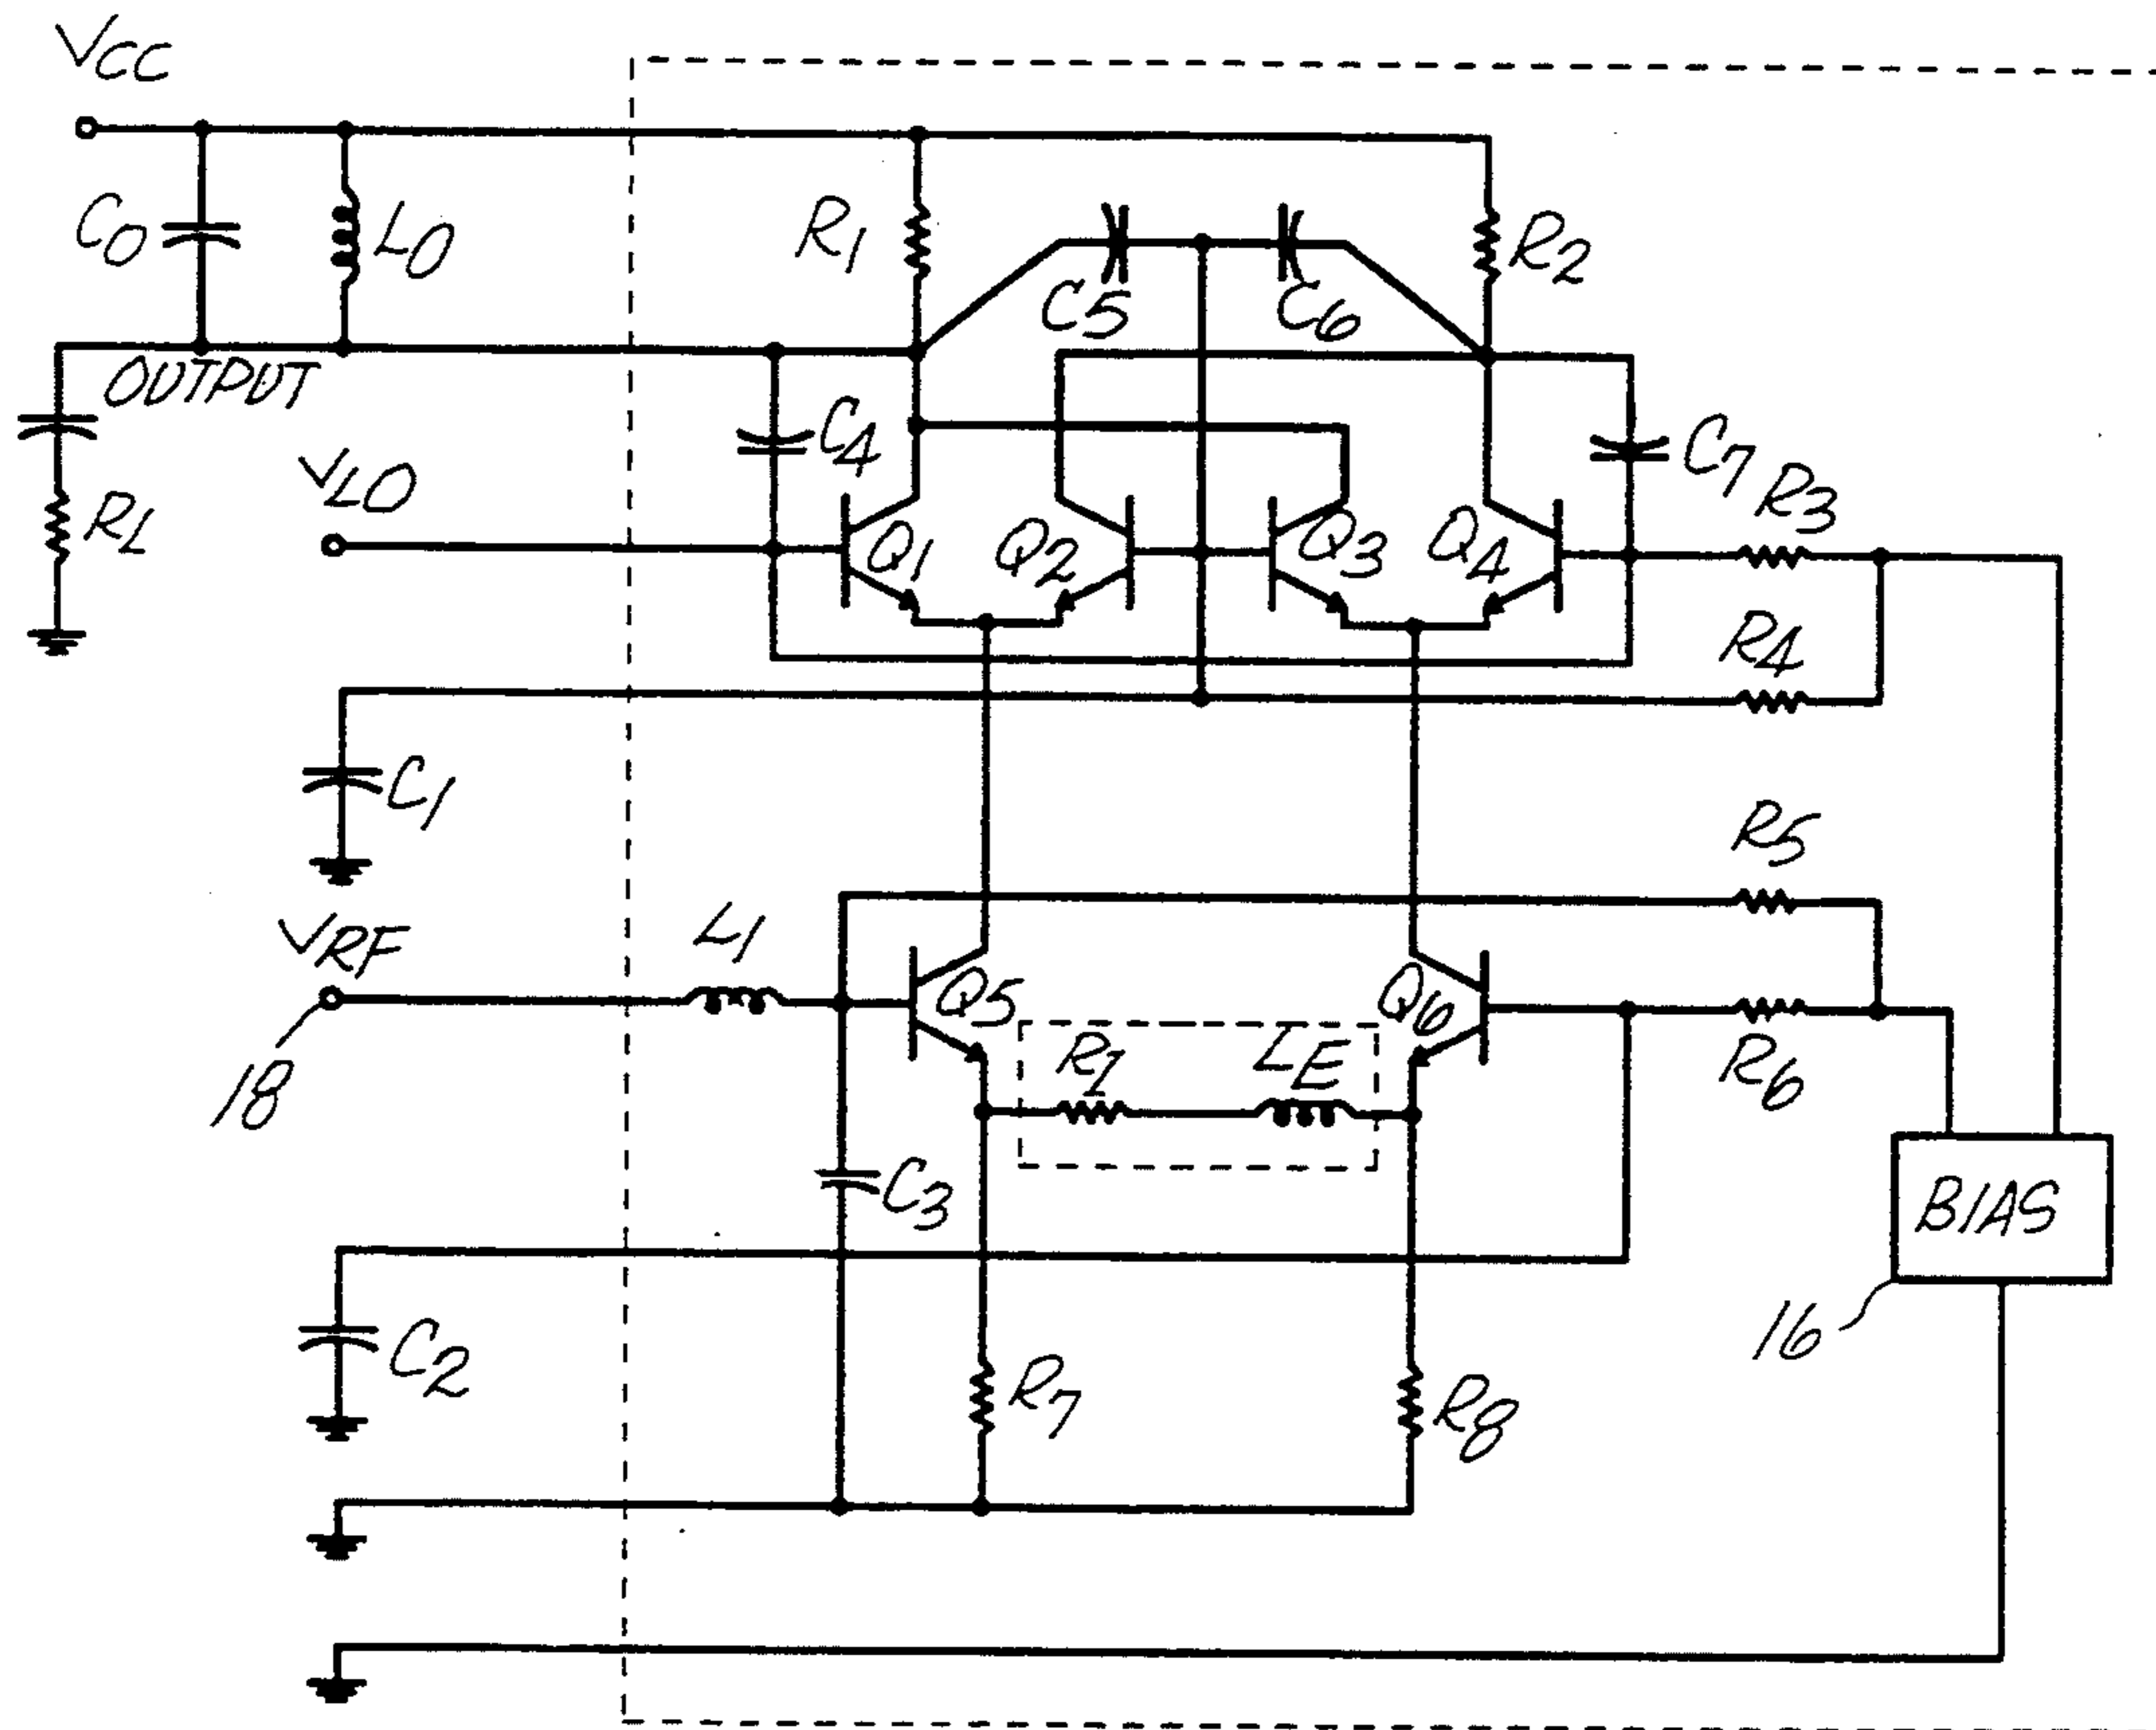 VCC
C0
L0
R1
C5
C6
R2
OUTPUT
C4
C7
R3
VLO
RL
Q1
Q2
Q3
Q4
R4
C1
R5
VRF
L1
Q5
Q6
18
RI
LE
R6
C3
BIAS
C2
16
R7
R8